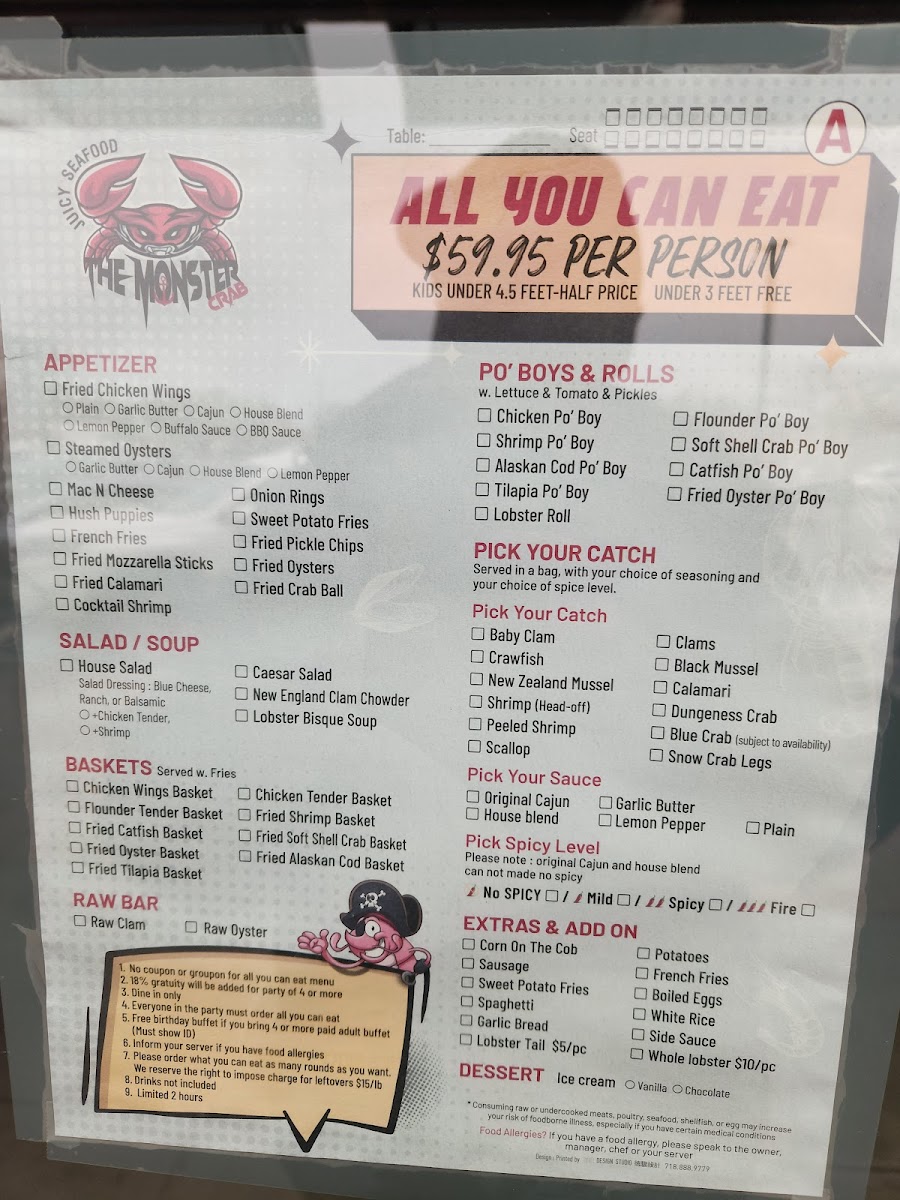 JUICY SEAFOOD
THE MONSTER
CRAB
Table: Seat
A
ALL YOU CAN EAT
$59.95 PER PERSON
KIDS UNDER 4.5 FEET-HALF PRICE UNDER 3 FEET FREE
APPETIZER
Fried Chicken Wings
Plain Garlic Butter Cajun House Blend
Lemon Pepper Buffalo Sauce BBQ Sauce
Steamed Oysters
Garlic Butter Cajun House Blend Lemon Pepper
Mac N Cheese
Hush Puppies
French Fries
Fried Mozzarella Sticks
Fried Calamari
Cocktail Shrimp
Onion Rings
Sweet Potato Fries
Fried Pickle Chips
Fried Oysters
Fried Crab Ball
SALAD / SOUP
House Salad
Salad Dressing : Blue Cheese,
Ranch, or Balsamic
+Chicken Tender,
+Shrimp
Caesar Salad
New England Clam Chowder
Lobster Bisque Soup
BASKETS Served w. Fries
Chicken Wings Basket
Flounder Tender Basket
Fried Catfish Basket
Fried Oyster Basket
Fried Tilapia Basket
Chicken Tender Basket
Fried Shrimp Basket
Fried Soft Shell Crab Basket
Fried Alaskan Cod Basket
RAW BAR
Raw Clam Raw Oyster
1. No coupon or groupon for all you can eat menu
2. 18% gratuity will be added for party of 4 or more
3. Dine in only
4. Everyone in the party must order all you can eat
5. Free birthday buffet if you bring 4 or more paid adult buffet
(Must show ID)
6. Inform your server if you have food allergies
7. Please order what you can eat as many rounds as you want.
We reserve the right to impose charge for leftovers $15/lb
8. Drinks not included
9. Limited 2 hours
PO' BOYS & ROLLS
w. Lettuce & Tomato & Pickles
Chicken Po' Boy
Shrimp Po' Boy
Alaskan Cod Po' Boy
Tilapia Po' Boy
Lobster Roll
Flounder Po' Boy
Soft Shell Crab Po' Boy
Catfish Po' Boy
Fried Oyster Po' Boy
PICK YOUR CATCH
Served in a bag, with your choice of seasoning and
your choice of spice level.
Pick Your Catch
Baby Clam
Crawfish
New Zealand Mussel
Shrimp (Head-off)
Peeled Shrimp
Scallop
Clams
Black Mussel
Calamari
Dungeness Crab
Blue Crab (subject to availability)
Snow Crab Legs
Pick Your Sauce
Original Cajun Garlic Butter
House blend Lemon Pepper Plain
Pick Spicy Level
Please note : original Cajun and house blend
can not made no spicy
No SPICY / Mild / Spicy / Fire
EXTRAS & ADD ON
Corn On The Cob
Sausage
Sweet Potato Fries
Spaghetti
Garlic Bread
Lobster Tail $5/pc
Potatoes
French Fries
Boiled Eggs
White Rice
Side Sauce
Whole lobster $10/pc
DESSERT Ice cream Vanilla Chocolate
* Consuming raw or undercooked meats, poultry, seafood, shellfish, or egg may increase
your risk of foodborne illness, especially if you have certain medical conditions
Food Allergies? If you have a food allergy, please speak to the owner,
manager, chef or your server
Design : Printed by DESIGN STUDIO 718.888.9779